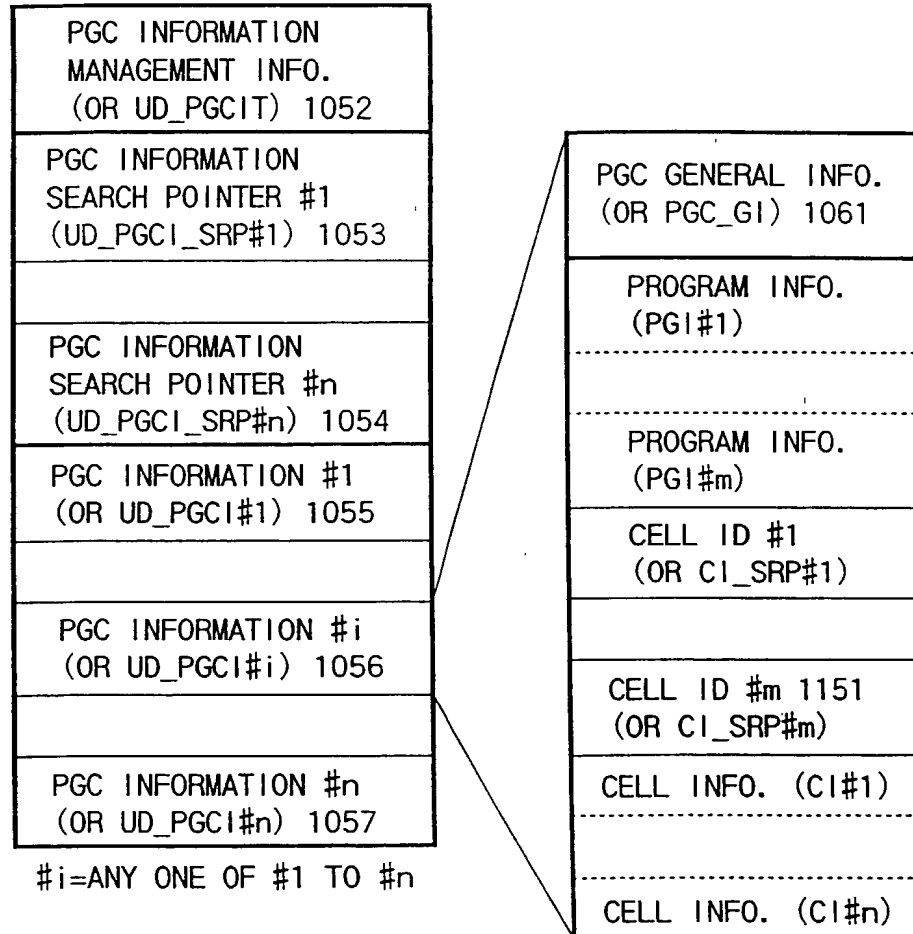 PGC INFORMATION
MANAGEMENT INFO.
(OR UD_PGCIT) 1052
PGC INFORMATION
SEARCH POINTER #1
(UD_PGCI_SRP#1) 1053
PGC INFORMATION
SEARCH POINTER #n
(UD_PGCI_SRP#n) 1054
PGC INFORMATION #1
(OR UD_PGCI#1) 1055
PGC INFORMATION #i
(OR UD_PGCI#i) 1056
PGC INFORMATION #n
(OR UD_PGCI#n) 1057
#i=ANY ONE OF #1 TO #n
PGC GENERAL INFO.
(OR PGC_GI) 1061
PROGRAM INFO.
(PGI#1)
PROGRAM INFO.
(PGI#m)
CELL ID #1
(OR CI_SRP#1)
CELL ID #m 1151
(OR CI_SRP#m)
CELL INFO. (CI#1)
CELL INFO. (CI#n)